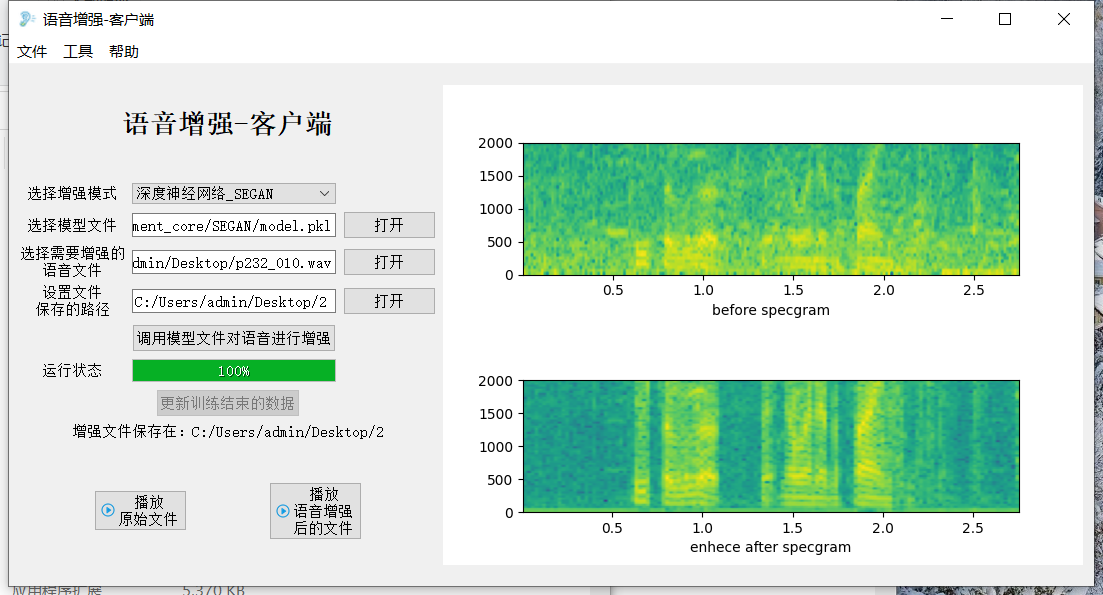 语音增强-客户端
文件 工具 帮助
语音增强-客户端
选择增强模式 深度神经网络_SEGAN
选择模型文件 ment_core/SEGAN/model.pkl 打开
选择需要增强的
语音文件
dmin/Desktop/p232_010.wav 打开
设置文件
保存的路径
C:/Users/admin/Desktop/2 打开
调用模型文件对语音进行增强
运行状态 100%
更新训练结束的数据
增强文件保存在: C:/Users/admin/Desktop/2
播放
原始文件
播放
语音增强
后的文件
2000
1500
1000
500
0
0.5 1.0 1.5 2.0 2.5
before specgram
2000
1500
1000
500
0
0.5 1.0 1.5 2.0 2.5
enhece after specgram
应用程序扩展 5,370 KB